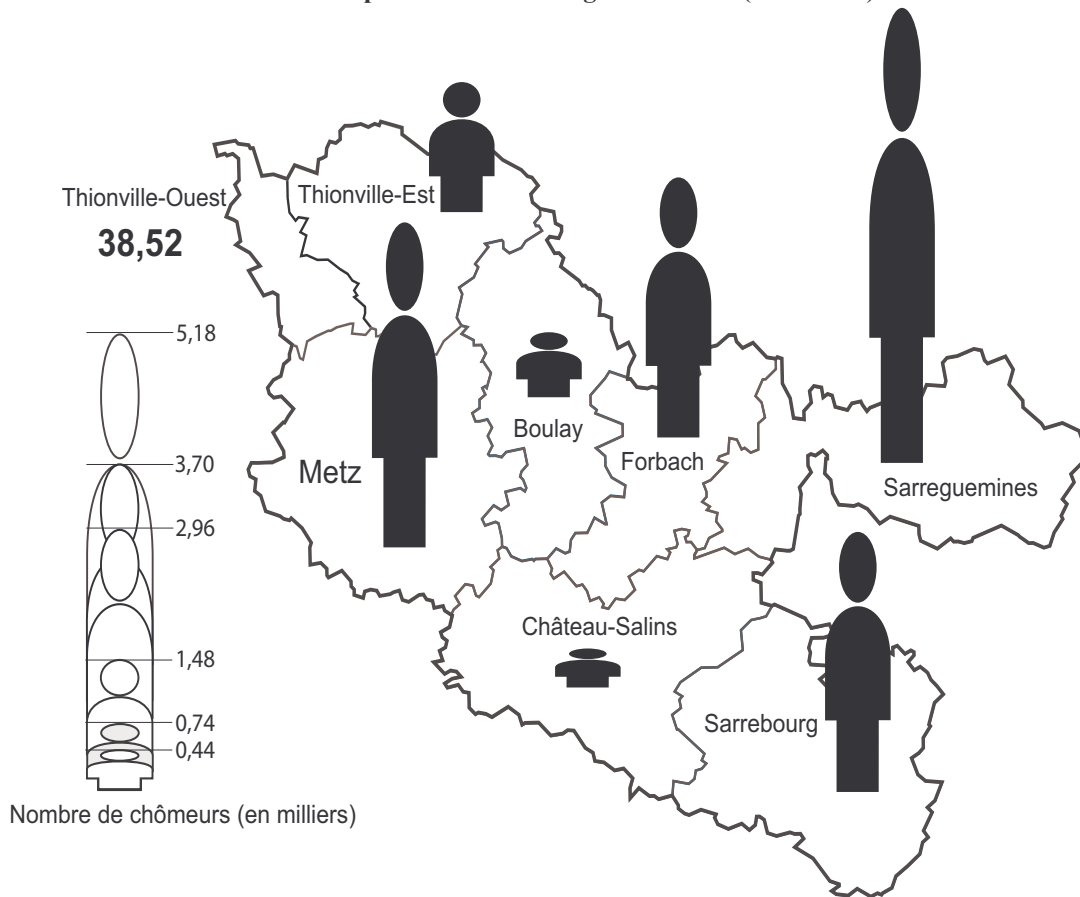 Thionville-Ouest
38,52
Thionville-Est
5,18
3,70
2,96
1,48
0,74
0,44
Nombre de chômeurs (en milliers)
Metz
Boulay
Forbach
Sarreguemines
Château-Salins
Sarrebourg